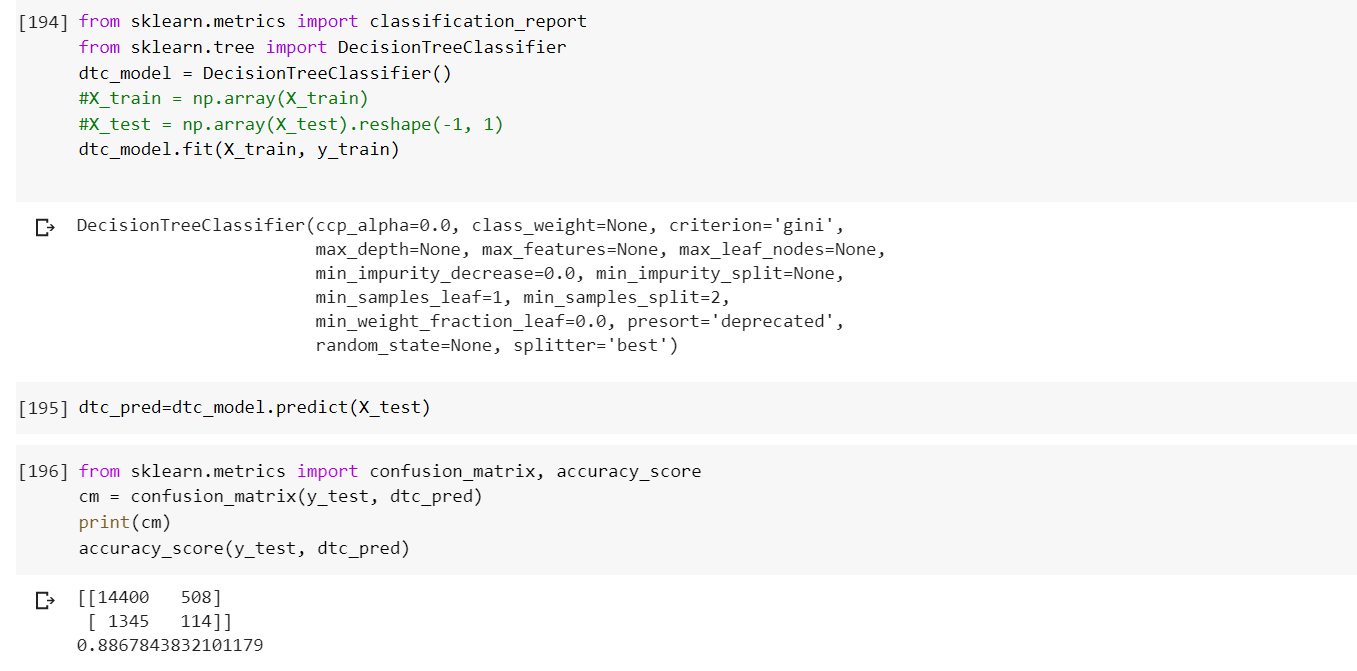 [194] from sklearn.metrics import classification_report
from sklearn.tree import DecisionTreeClassifier
dtc_model = DecisionTreeClassifier()
#X_train = np.array(X_train)
#X_test = np.array(X_test).reshape(-1, 1)
dtc_model.fit(X_train, y_train)
DecisionTreeClassifier(ccp_alpha=0.0, class_weight=None, criterion='gini',
max_depth=None, max_features=None, max_leaf_nodes=None,
min_impurity_decrease=0.0, min_impurity_split=None,
min_samples_leaf=1, min_samples_split=2,
min_weight_fraction_leaf=0.0, presort='deprecated',
random_state=None, splitter='best')
[195] dtc_pred=dtc_model.predict(X_test)
[196] from sklearn.metrics import confusion_matrix, accuracy_score
cm = confusion_matrix(y_test, dtc_pred)
print(cm)
accuracy_score(y_test, dtc_pred)
[[14400   508]
[ 1345   114]]
0.8867843832101179